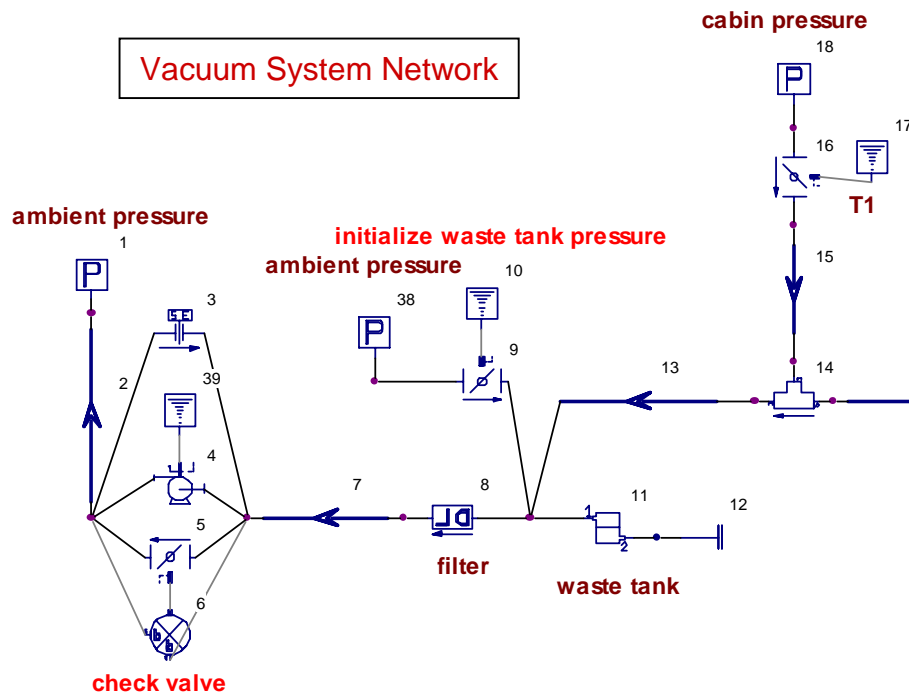 cabin pressure
18
P
Vacuum System Network
16
17
T1
ambient pressure
1
P
initialize waste tank pressure
ambient pressure
10
15
3
S E
38
P
9
2
39
13
14
4
7
8
11
12
5
1
2
filter
waste tank
6
check valve